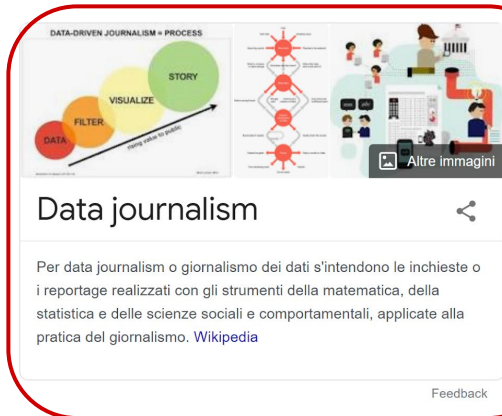 DATA-DRIVEN JOURNALISM = PROCESS
STORY
VISUALIZE
FILTER
DATA
rising value to public
Altre immagini
Data journalism
Per data journalism o giornalismo dei dati s'intendono le inchieste o
i reportage realizzati con gli strumenti della matematica, della
statistica e delle scienze sociali e comportamentali, applicate alla
pratica del giornalismo. Wikipedia
Feedback